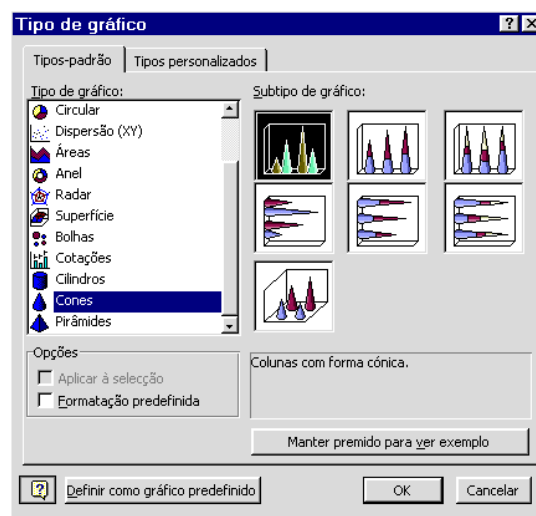 Tipo de gráfico
Tipos-padrão
Tipos personalizados
Tipo de gráfico:
Subtipo de gráfico:
Circular
Dispersão (XY)
Áreas
Anel
Radar
Superfície
Bolhas
Cotações
Cilindros
Cones
Pirâmides
Opções
Aplicar à selecção
Formatação predefinida
Colunas com forma cónica.
Manter premido para ver exemplo
Definir como gráfico predefinido
OK
Cancelar